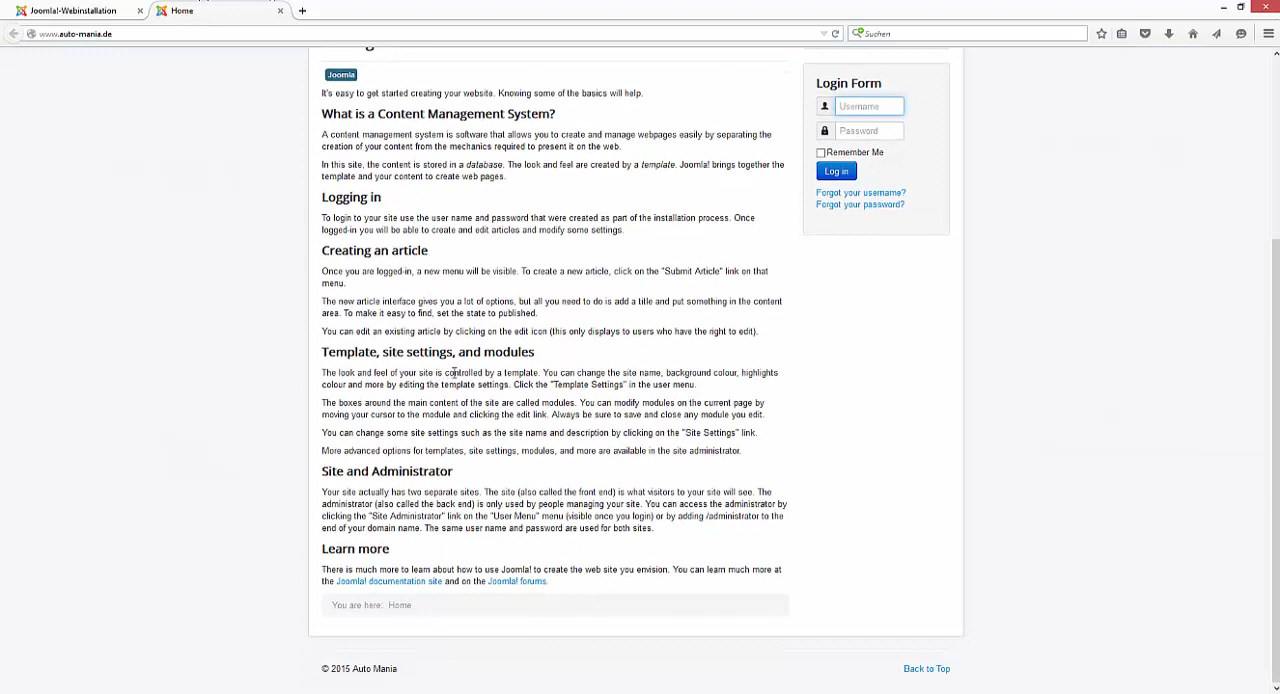 Joomla!-Webinstallation
Home
www.auto-mania.de
Suchen
Joomla
It's easy to get started creating your website. Knowing some of the basics will help.
What is a Content Management System?
A content management system is software that allows you to create and manage webpages easily by separating the
creation of your content from the mechanics required to present it on the web.
In this site, the content is stored in a database. The look and feel are created by a template. Joomla! brings together the
template and your content to create web pages.
Logging in
To login to your site use the user name and password that were created as part of the installation process. Once
logged-in you will be able to create and edit articles and modify some settings.
Creating an article
Once you are logged-in, a new menu will be visible. To create a new article, click on the "Submit Article" link on that
menu.
The new article interface gives you a lot of options, but all you need to do is add a title and put something in the content
area. To make it easy to find, set the state to published.
You can edit an existing article by clicking on the edit icon (this only displays to users who have the right to edit).
Template, site settings, and modules
The look and feel of your site is controlled by a template. You can change the site name, background colour, highlights
colour and more by editing the template settings. Click the "Template Settings" in the user menu.
The boxes around the main content of the site are called modules. You can modify modules on the current page by
moving your cursor to the module and clicking the edit link. Always be sure to save and close any module you edit.
You can change some site settings such as the site name and description by clicking on the "Site Settings" link.
More advanced options for templates, site settings, modules, and more are available in the site administrator.
Site and Administrator
Your site actually has two separate sites. The site (also called the front end) is what visitors to your site will see. The
administrator (also called the back end) is only used by people managing your site. You can access the administrator by
clicking the "Site Administrator" link on the "User Menu" menu (visible once you login) or by adding /administrator to the
end of your domain name. The same user name and password are used for both sites.
Learn more
There is much more to learn about how to use Joomla! to create the web site you envision. You can learn much more at
the Joomla! documentation site and on the Joomla! forums.
You are here: Home
Login Form
Username
Password
Remember Me
Log in
Forgot your username?
Forgot your password?
© 2015 Auto Mania
Back to Top